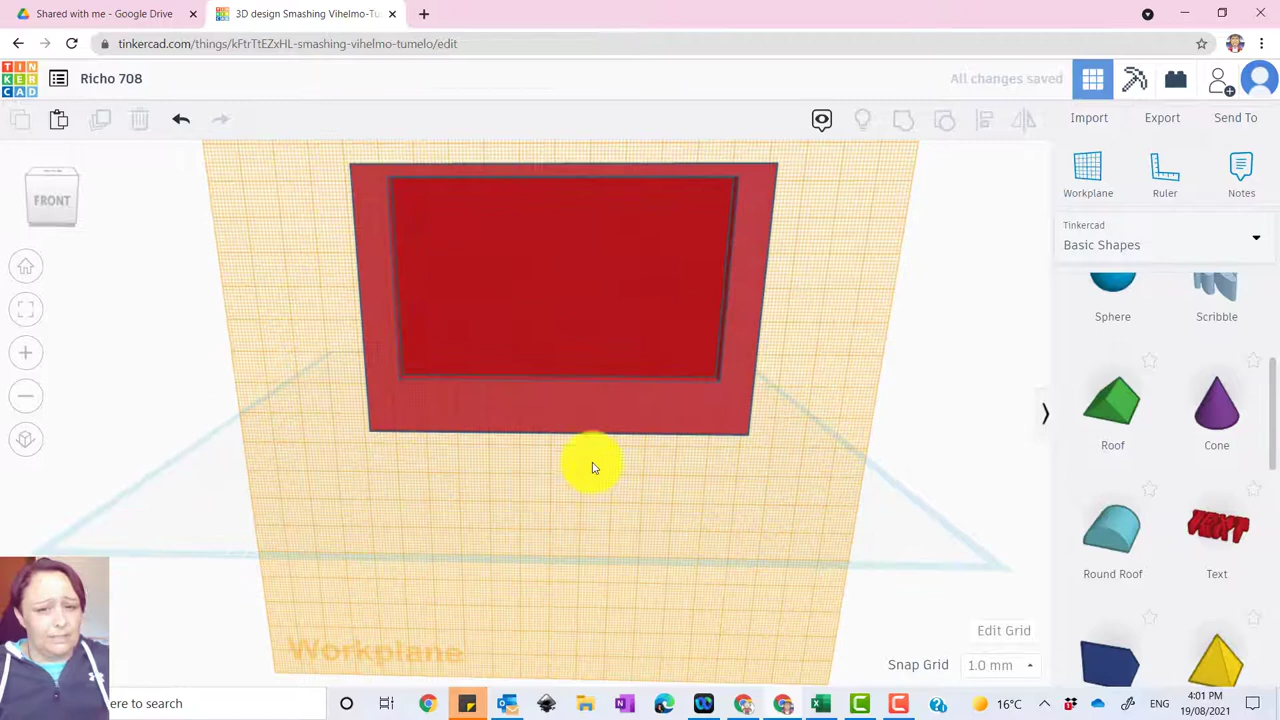 Shared with me - Google Drive
3D design Smashing Vihelmo-Tu
tinkercad.com/things/kFtrTtEZxHL-smashing-vihelmo-tumelo/edit
TIN
KER
CAD
Richo 708
All changes saved
Import
Export
Send To
FRONT
Workplane
Ruler
Notes
Tinkercad
Basic Shapes
Sphere
Scribble
Roof
Cone
Round Roof
Text
TEXT
Workplane
Edit Grid
Snap Grid
1.0 mm
ere to search
16°C
ENG
4:01 PM
19/08/2021